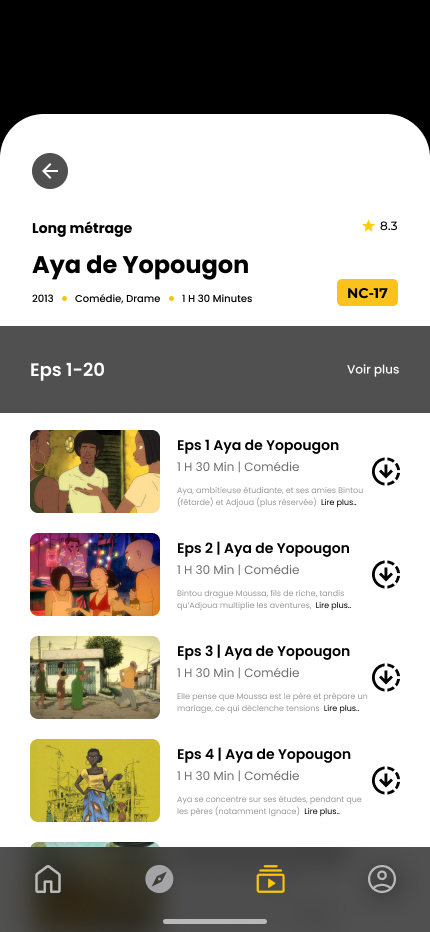 Long métrage
8.3
Aya de Yopougon
2013 • Comédie, Drame • 1 H 30 Minutes
NC-17
Eps 1-20
Voir plus
Eps 1 Aya de Yopougon
1 H 30 Min | Comédie
Aya, ambitieuse étudiante, et ses amies Bintou
(fêtarde) et Adjoua (plus réservée) Lire plus..
Eps 2 | Aya de Yopougon
1 H 30 Min | Comédie
Bintou drague Moussa, fils de riche, tandis
qu'Adjoua multiplie les aventures, Lire plus..
Eps 3 | Aya de Yopougon
1 H 30 Min | Comédie
Elle pense que Moussa est le père et prépare un
mariage, ce qui déclenche tensions Lire plus..
Eps 4 | Aya de Yopougon
1 H 30 Min | Comédie
Aya se concentre sur ses études, pendant que
les pères (notamment Ignace) Lire plus..